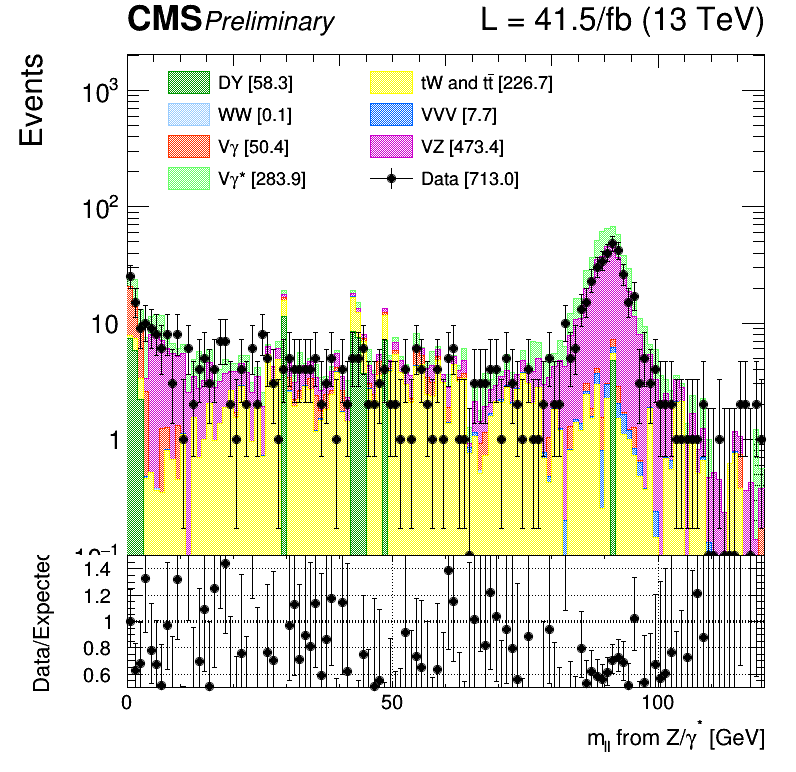 CMS Preliminary L = 41.5/fb (13 TeV)
Events
10³
10²
10
1
10⁻¹
DY [58.3]
WW [0.1]
Vγ [50.4]
Vγ* [283.9]
tW and tt̄ [226.7]
VVV [7.7]
VZ [473.4]
Data [713.0]
Data/Expected
1.4
1.2
1
0.8
0.6
0 50 100
m_ll from Z/γ* [GeV]